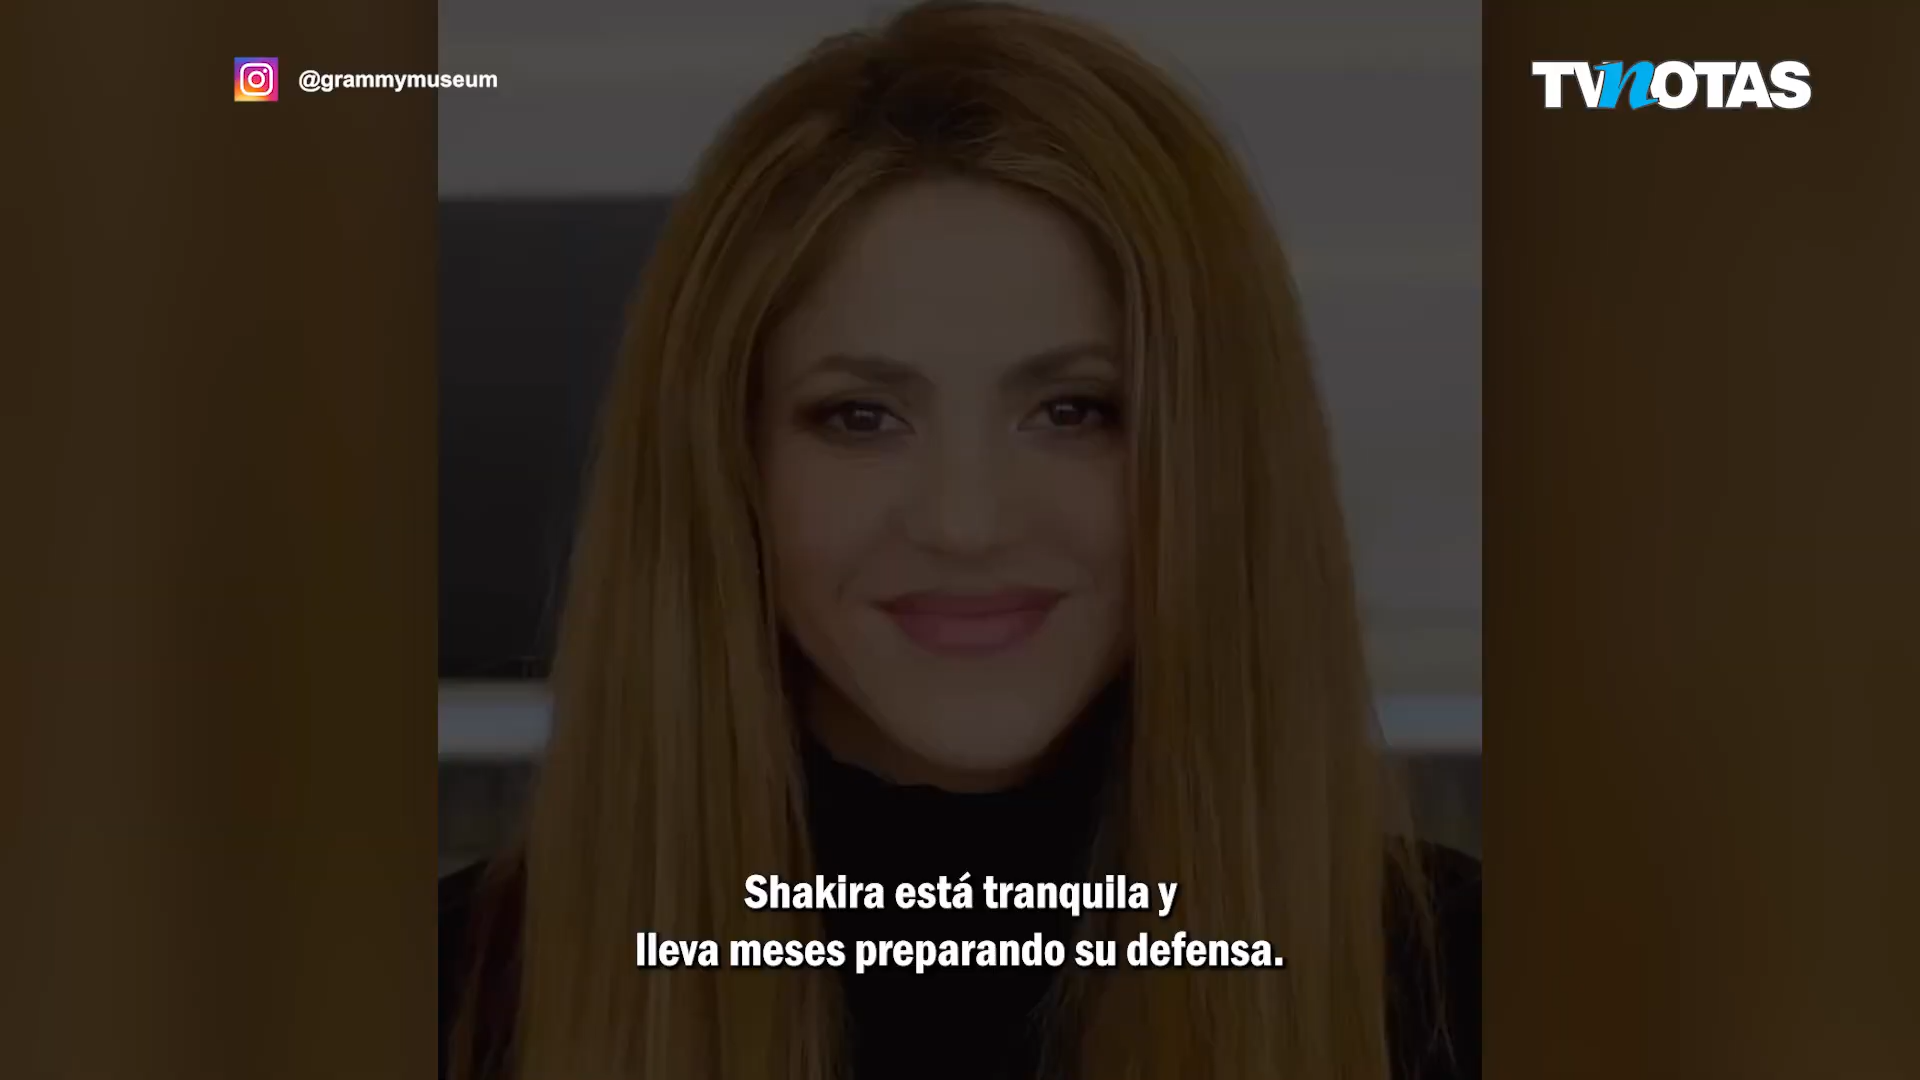 @grammymuseum
TVnOTAS
Shakira está tranquila y
lleva meses preparando su defensa.